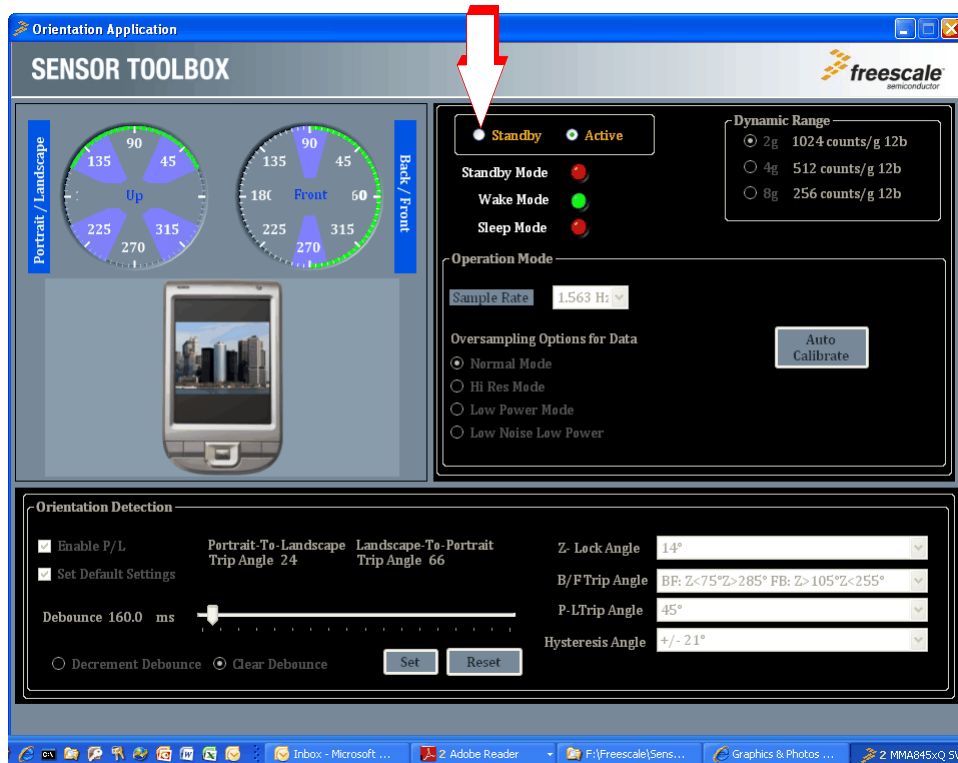 Orientation Application
SENSOR TOOLBOX
freescale
semiconductor
Portrait / Landscape
90
135
45
Up
225
315
270
90
135
45
18(
Front
60
225
315
270
Back / Front
Standby
Active
Standby Mode
Wake Mode
Sleep Mode
Dynamic Range
2g 1024 counts/g 12b
4g 512 counts/g 12b
8g 256 counts/g 12b
Operation Mode
Sample Rate
1.563 Hz
Oversampling Options for Data
Normal Mode
Hi Res Mode
Low Power Mode
Low Noise Low Power
Auto
Calibrate
Orientation Detection
Enable P/L
Set Default Settings
Portrait-To-Landscape
Trip Angle 24
Landscape-To-Portrait
Trip Angle 66
Debounce 160.0 ms
Decrement Debounce
Clear Debounce
Set
Reset
Z- Lock Angle
14°
B/F Trip Angle
BF: Z<75°Z>285° FB: Z>105°Z<255°
P-LTrip Angle
45°
Hysteresis Angle
+/- 21°
Inbox - Microsoft ...
2 Adobe Reader
F:\Freescale\Sens...
Graphics & Photos ...
2 MMA845xQ